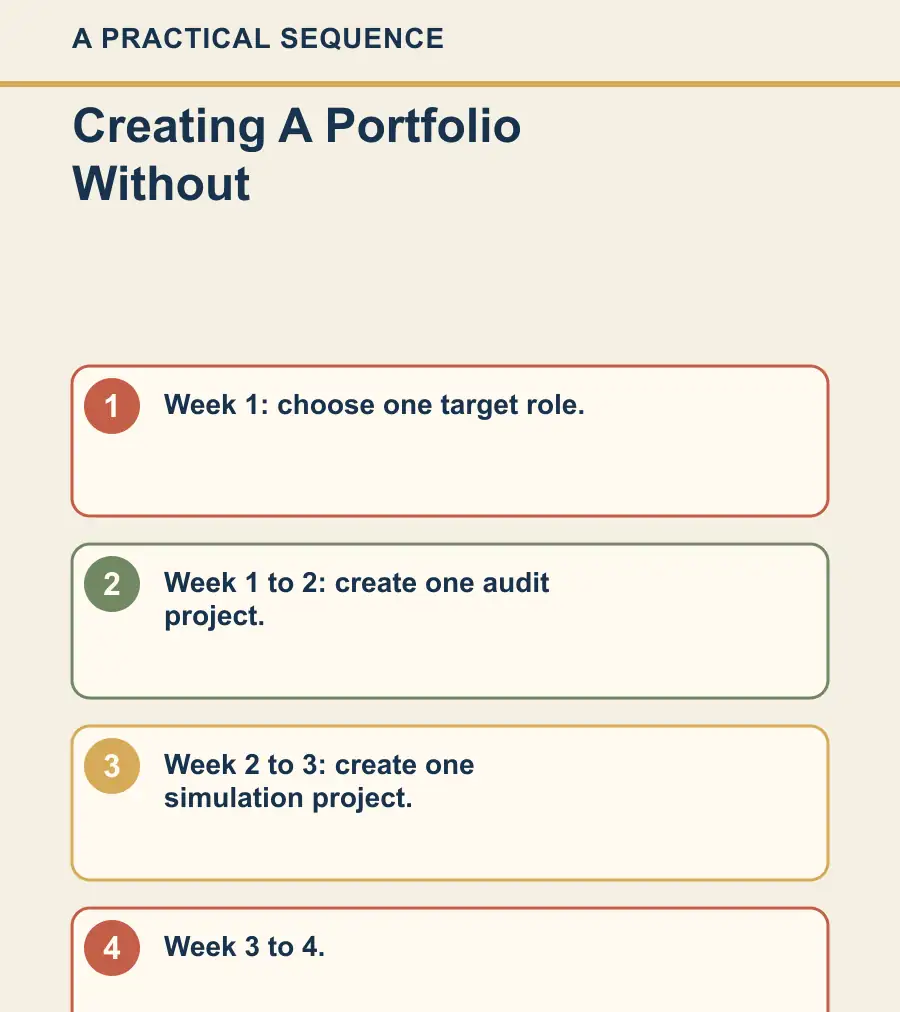 A PRACTICAL SEQUENCE
Creating A Portfolio
Without
1
Week 1: choose one target role.
2
Week 1 to 2: create one audit
project.
3
Week 2 to 3: create one
simulation project.
4
Week 3 to 4.